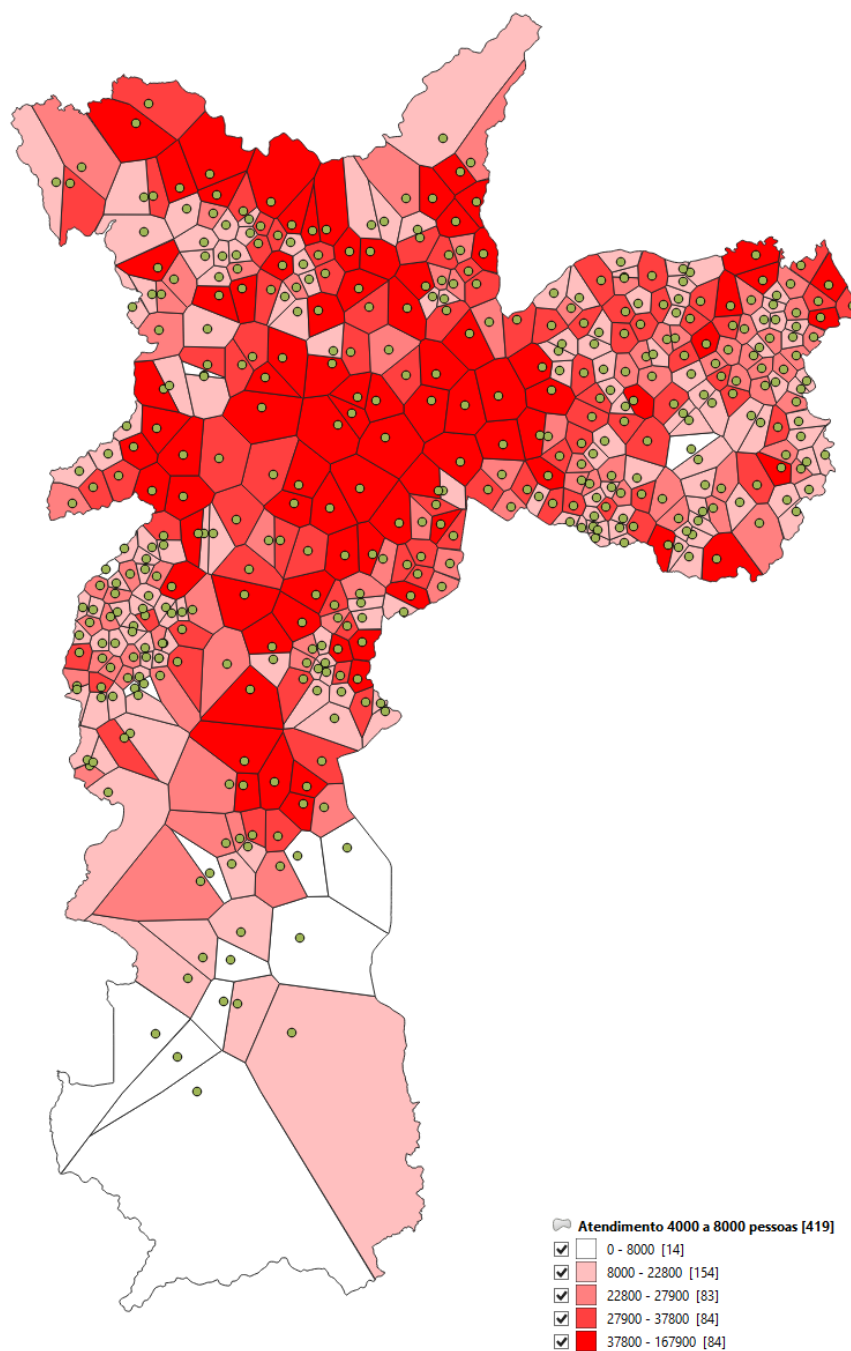 Atendimento 4000 a 8000 pessoas [419]
0 - 8000 [14]
8000 - 22800 [154]
22800 - 27900 [83]
27900 - 37800 [84]
37800 - 167900 [84]